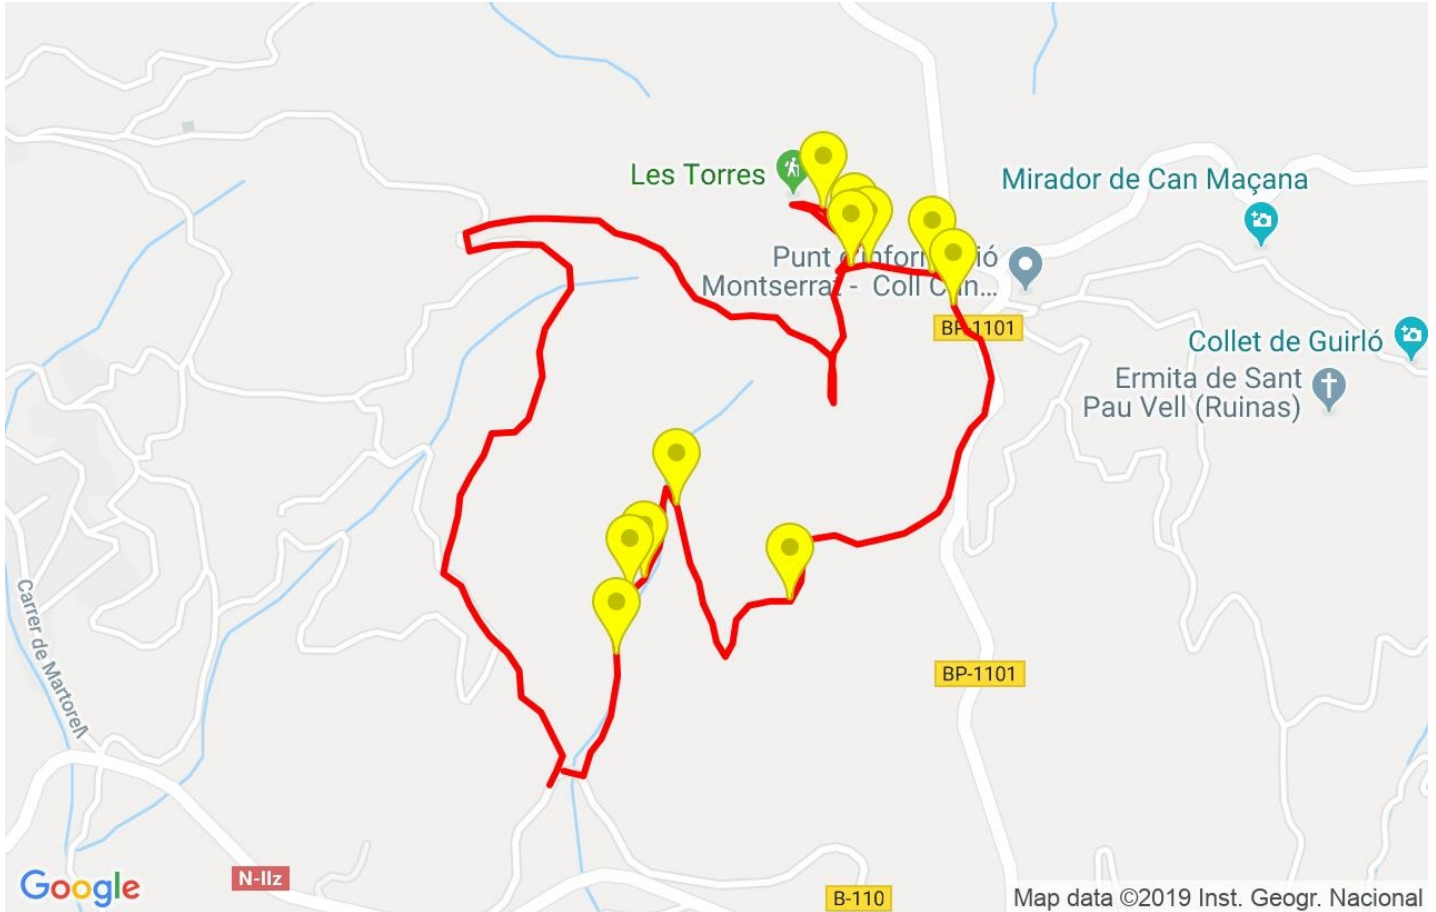 Les Torres
Mirador de Can Maçana
Punt
Montserrat - Coll
BP-1101
Collet de Guirló
Ermita de Sant
Pau Vell (Ruinas)
Carrer de Martorell
BP-1101
N-IIz
Google
B-110
Map data ©2019 Inst. Geogr. Nacional